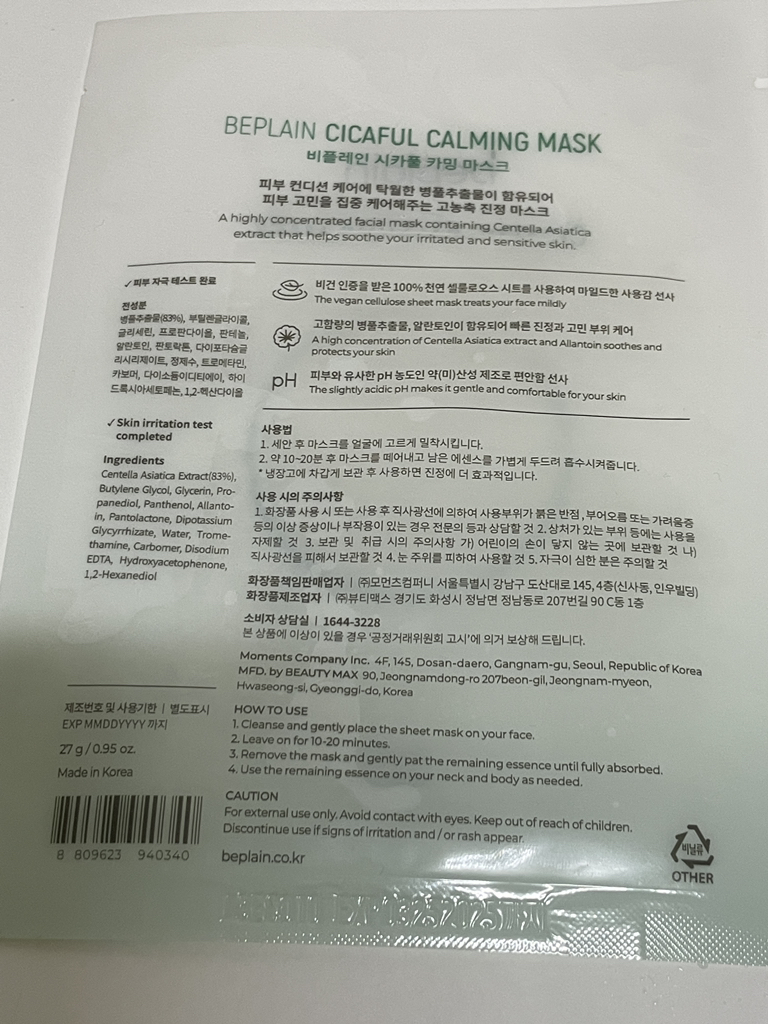 BEPLAIN CICAFUL CALMING MASK
비플레인 시카풀 카밍 마스크
피부 컨디션 케어에 탁월한 병풀추출물이 함유되어
피부 고민을 집중 케어해주는 고농축 진정 마스크
A highly concentrated facial mask containing Centella Asiatica
extract that helps soothe your irritated and sensitive skin.
✓피부 자극 테스트 완료
전성분
병풀추출물(83%), 부틸렌글라이콜,
글리세린, 프로판다이올, 판테놀,
알란토인, 판토락톤, 다이포타슘글
리시리제이트, 정제수, 트로메타민,
카보머, 다이소듐이디티에이, 하이
드록시아세토페논, 1,2-헥산다이올
✓Skin irritation test
completed
Ingredients
Centella Asiatica Extract(83%),
Butylene Glycol, Glycerin, Pro-
panediol, Panthenol, Allanto-
in, Pantolactone, Dipotassium
Glycyrrhizate, Water, Trome-
thamine, Carbomer, Disodium
EDTA, Hydroxyacetophenone,
1,2-Hexanediol
비건 인증을 받은 100% 천연 셀룰로오스 시트를 사용하여 마일드한 사용감 선사
The vegan cellulose sheet mask treats your face mildly
고함량의 병풀추출물, 알란토인이 함유되어 빠른 진정과 고민 부위 케어
A high concentration of Centella Asiatica extract and Allantoin soothes and
protects your skin
pH
피부와 유사한 pH 농도인 약(미)산성 제조로 편안함 선사
The slightly acidic pH makes it gentle and comfortable for your skin
사용법
1. 세안 후 마스크를 얼굴에 고르게 밀착시킵니다.
2. 약 10~20분 후 마스크를 떼어내고 남은 에센스를 가볍게 두드려 흡수시켜줍니다.
* 냉장고에 차갑게 보관 후 사용하면 진정에 더 효과적입니다.
사용 시의 주의사항
1. 화장품 사용 시 또는 사용 후 직사광선에 의하여 사용부위가 붉은 반점, 부어오름 또는 가려움증
등의 이상 증상이나 부작용이 있는 경우 전문의 등과 상담할 것 2. 상처가 있는 부위 등에는 사용을
자제할 것 3. 보관 및 취급 시의 주의사항 가) 어린이의 손이 닿지 않는 곳에 보관할 것 나)
직사광선을 피해서 보관할 것 4. 눈 주위를 피하여 사용할 것 5. 자극이 심한 분은 주의할 것
화장품책임판매업자 | ㈜모먼츠컴퍼니 서울특별시 강남구 도산대로 145, 4층(신사동, 인우빌딩)
화장품제조업자 | ㈜뷰티맥스 경기도 화성시 정남면 정남동로 207번길 90 C동 1층
소비자 상담실 | 1644-3228
본 상품에 이상이 있을 경우 '공정거래위원회 고시'에 의거 보상해 드립니다.
Moments Company Inc. 4F, 145, Dosan-daero, Gangnam-gu, Seoul, Republic of Korea
MFD. by BEAUTY MAX 90, Jeongnamdong-ro 207beon-gil, Jeongnam-myeon,
Hwaseong-si, Gyeonggi-do, Korea
제조번호 및 사용기한 | 별도표시
EXP MMDDYYYY 까지
27 g / 0.95 oz.
Made in Korea
8 809623 940340
HOW TO USE
1. Cleanse and gently place the sheet mask on your face.
2. Leave on for 10-20 minutes.
3. Remove the mask and gently pat the remaining essence until fully absorbed.
4. Use the remaining essence on your neck and body as needed.
CAUTION
For external use only. Avoid contact with eyes. Keep out of reach of children.
Discontinue use if signs of irritation and / or rash appear.
beplain.co.kr
비닐류
OTHER